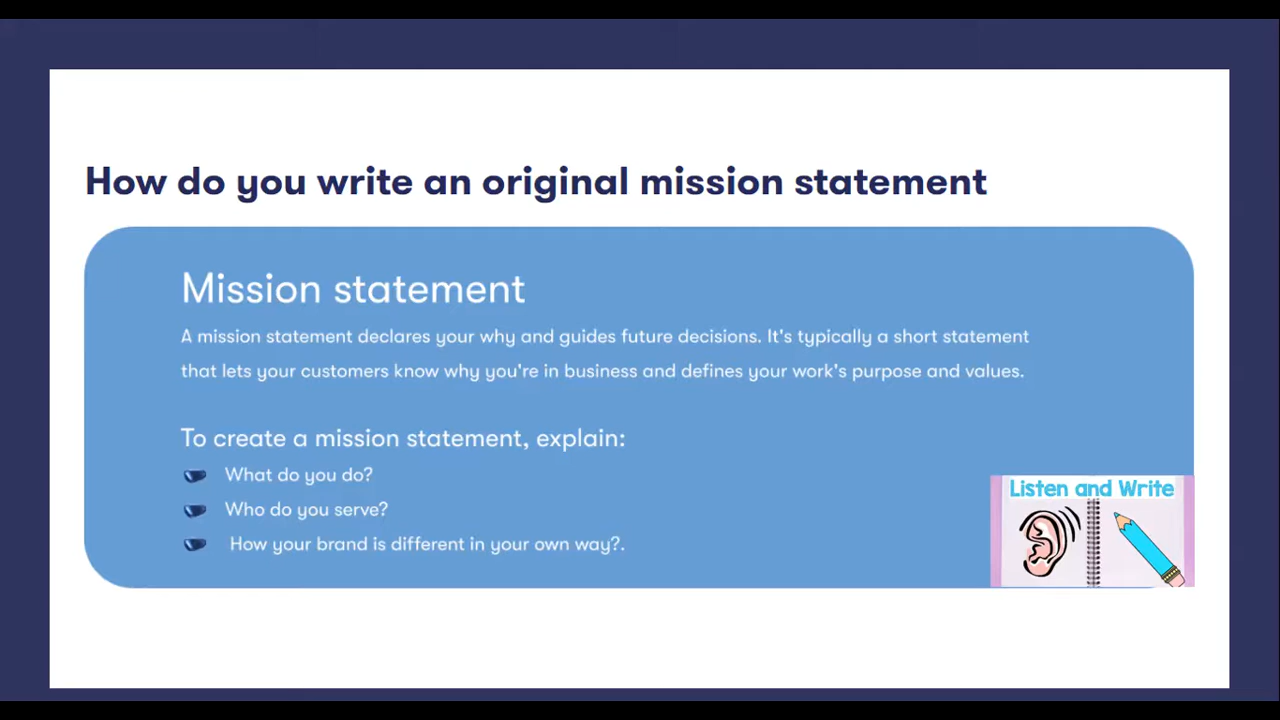 How do you write an original mission statement
Mission statement
A mission statement declares your why and guides future decisions. It's typically a short statement
that lets your customers know why you're in business and defines your work's purpose and values.
To create a mission statement, explain:
What do you do?
Who do you serve?
How your brand is different in your own way?.
Listen and Write